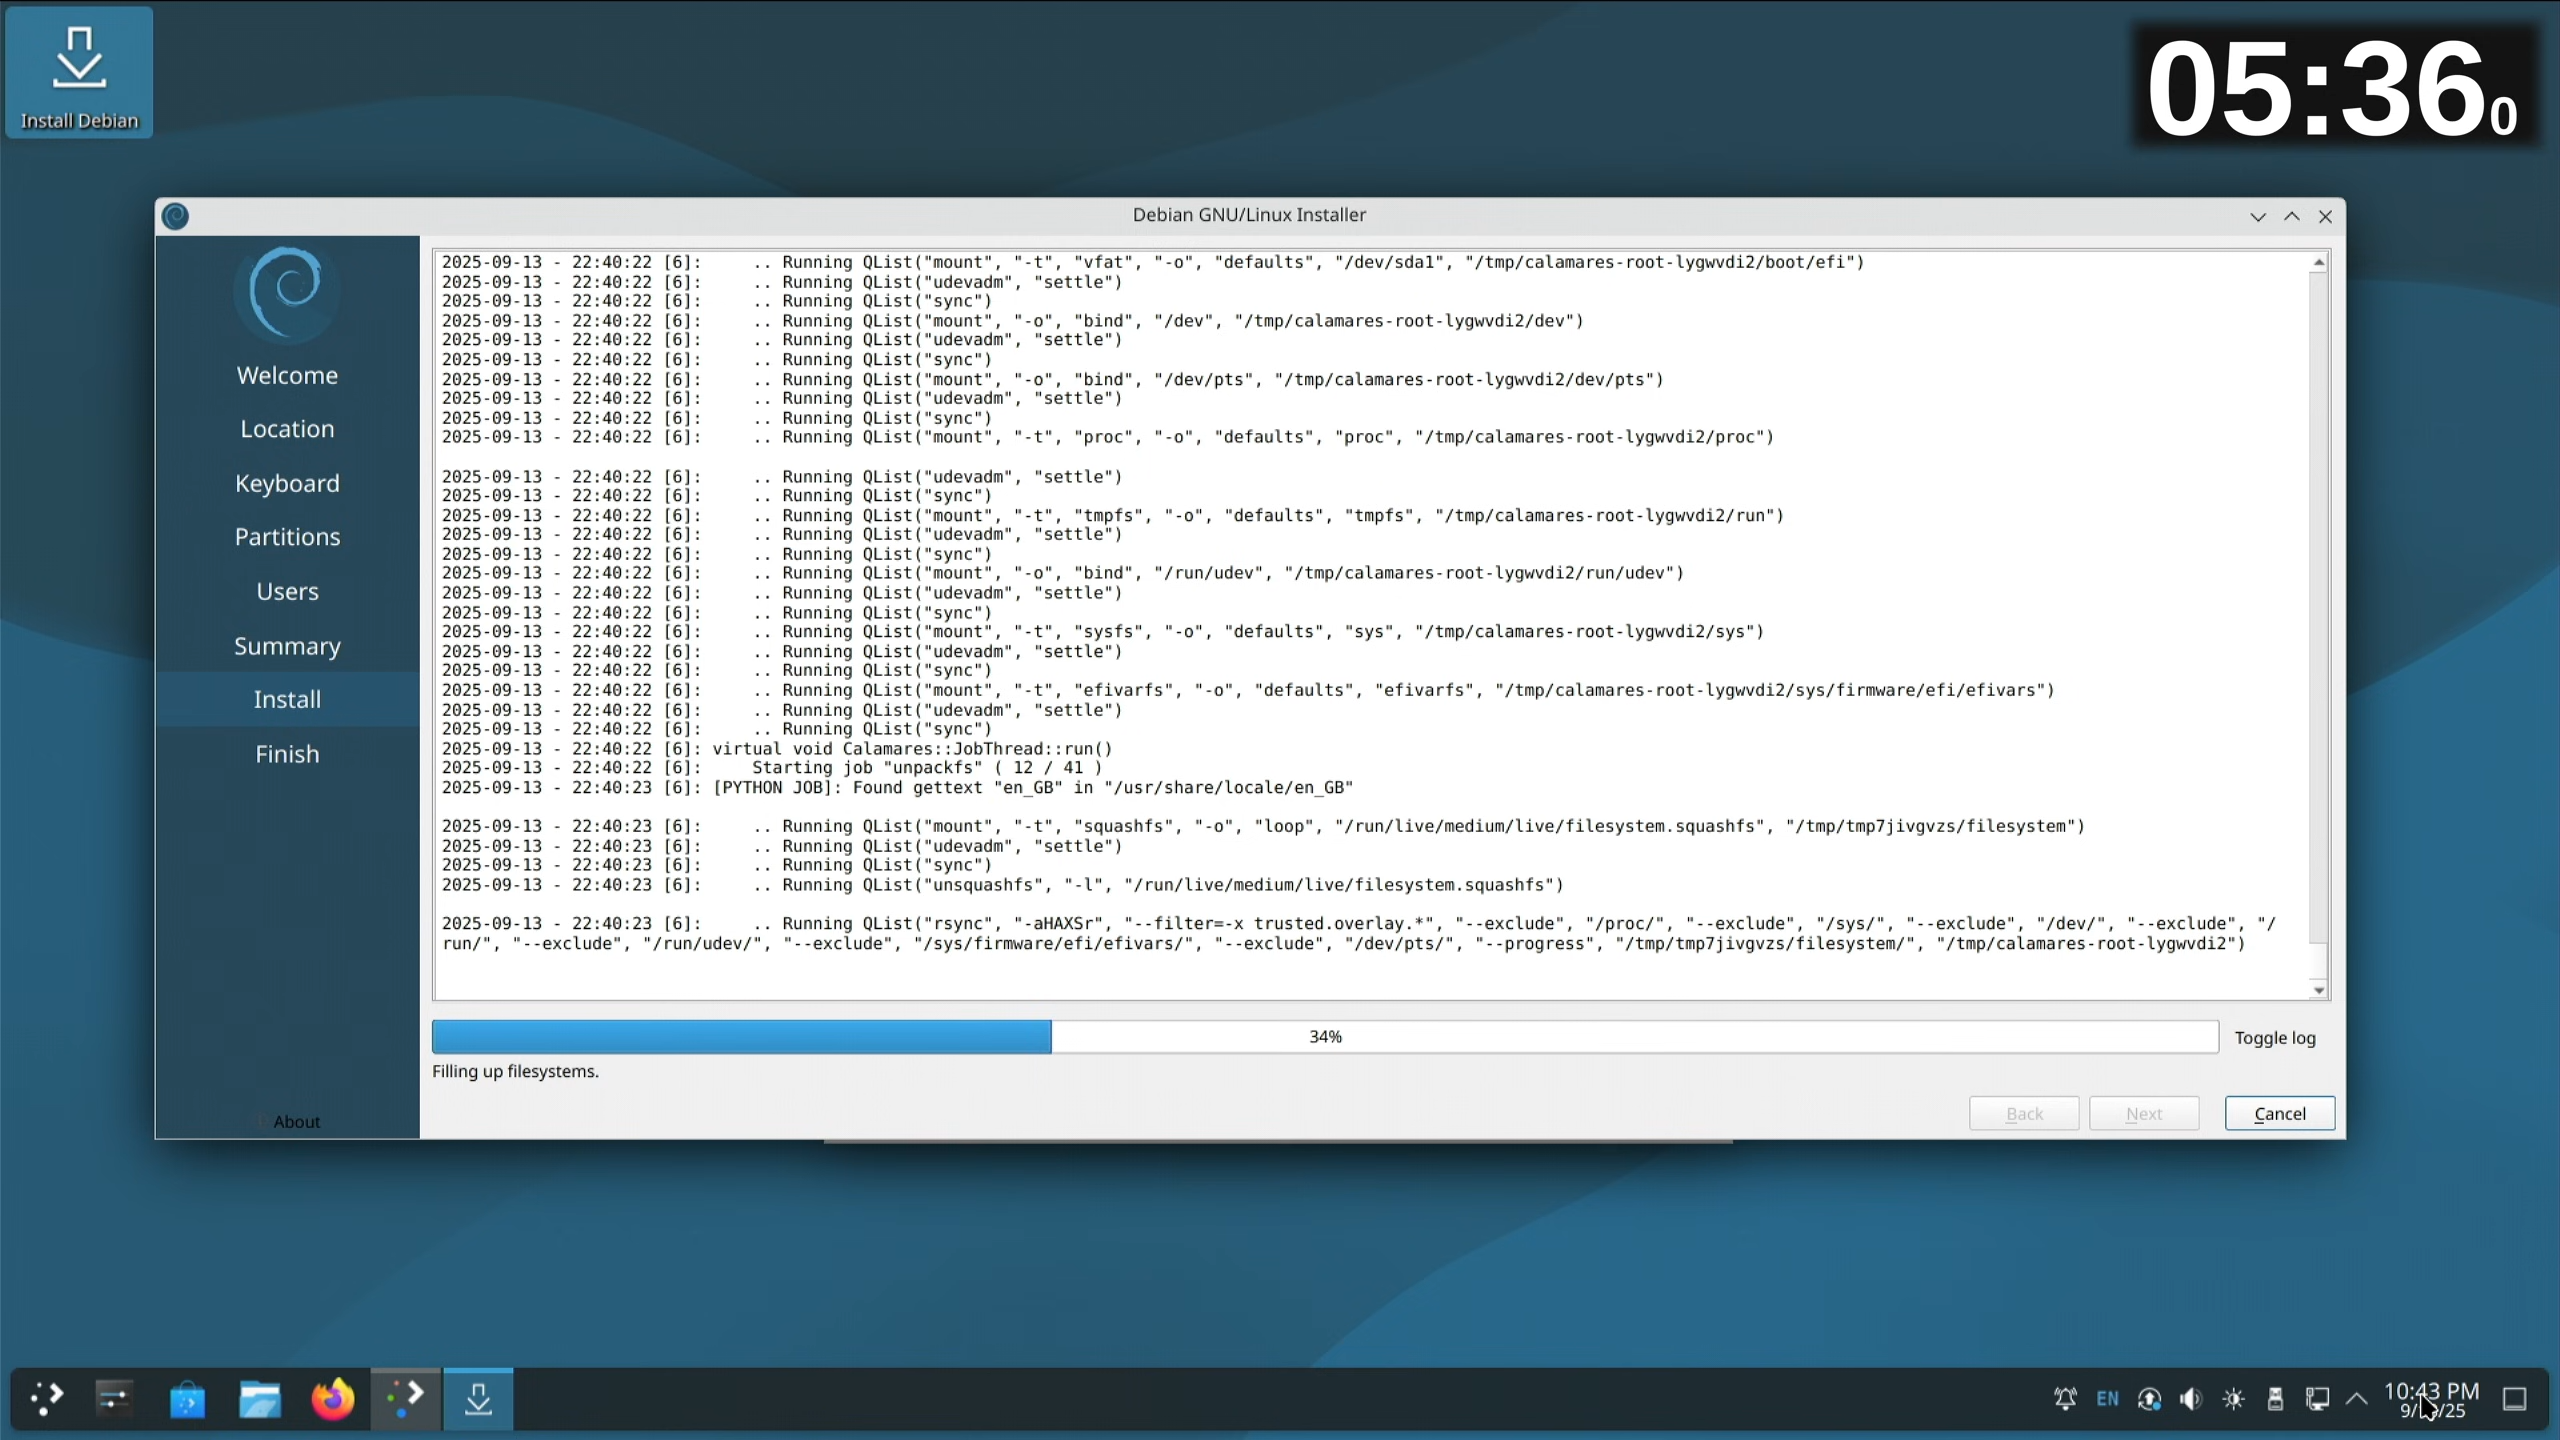 Install Debian
05:36 0
Debian GNU/Linux Installer
Welcome
Location
Keyboard
Partitions
Users
Summary
Install
Finish
About
2025-09-13 - 22:40:22 [6]:     .. Running QList("mount", "-t", "vfat", "-o", "defaults", "/dev/sda1", "/tmp/calamares-root-lygwvdi2/boot/efi")
2025-09-13 - 22:40:22 [6]:     .. Running QList("udevadm", "settle")
2025-09-13 - 22:40:22 [6]:     .. Running QList("sync")
2025-09-13 - 22:40:22 [6]:     .. Running QList("mount", "-o", "bind", "/dev", "/tmp/calamares-root-lygwvdi2/dev")
2025-09-13 - 22:40:22 [6]:     .. Running QList("udevadm", "settle")
2025-09-13 - 22:40:22 [6]:     .. Running QList("sync")
2025-09-13 - 22:40:22 [6]:     .. Running QList("mount", "-o", "bind", "/dev/pts", "/tmp/calamares-root-lygwvdi2/dev/pts")
2025-09-13 - 22:40:22 [6]:     .. Running QList("udevadm", "settle")
2025-09-13 - 22:40:22 [6]:     .. Running QList("sync")
2025-09-13 - 22:40:22 [6]:     .. Running QList("mount", "-t", "proc", "-o", "defaults", "proc", "/tmp/calamares-root-lygwvdi2/proc")
2025-09-13 - 22:40:22 [6]:     .. Running QList("udevadm", "settle")
2025-09-13 - 22:40:22 [6]:     .. Running QList("sync")
2025-09-13 - 22:40:22 [6]:     .. Running QList("mount", "-t", "tmpfs", "-o", "defaults", "tmpfs", "/tmp/calamares-root-lygwvdi2/run")
2025-09-13 - 22:40:22 [6]:     .. Running QList("udevadm", "settle")
2025-09-13 - 22:40:22 [6]:     .. Running QList("sync")
2025-09-13 - 22:40:22 [6]:     .. Running QList("mount", "-o", "bind", "/run/udev", "/tmp/calamares-root-lygwvdi2/run/udev")
2025-09-13 - 22:40:22 [6]:     .. Running QList("udevadm", "settle")
2025-09-13 - 22:40:22 [6]:     .. Running QList("sync")
2025-09-13 - 22:40:22 [6]:     .. Running QList("mount", "-t", "sysfs", "-o", "defaults", "sys", "/tmp/calamares-root-lygwvdi2/sys")
2025-09-13 - 22:40:22 [6]:     .. Running QList("udevadm", "settle")
2025-09-13 - 22:40:22 [6]:     .. Running QList("sync")
2025-09-13 - 22:40:22 [6]:     .. Running QList("mount", "-t", "efivarfs", "-o", "defaults", "efivarfs", "/tmp/calamares-root-lygwvdi2/sys/firmware/efi/efivars")
2025-09-13 - 22:40:22 [6]:     .. Running QList("udevadm", "settle")
2025-09-13 - 22:40:22 [6]:     .. Running QList("sync")
2025-09-13 - 22:40:22 [6]: virtual void Calamares::JobThread::run()
2025-09-13 - 22:40:22 [6]:     Starting job "unpackfs" ( 12 / 41 )
2025-09-13 - 22:40:23 [6]: [PYTHON JOB]: Found gettext "en_GB" in "/usr/share/locale/en_GB"
2025-09-13 - 22:40:23 [6]:     .. Running QList("mount", "-t", "squashfs", "-o", "loop", "/run/live/medium/live/filesystem.squashfs", "/tmp/tmp7jivgvzs/filesystem")
2025-09-13 - 22:40:23 [6]:     .. Running QList("udevadm", "settle")
2025-09-13 - 22:40:23 [6]:     .. Running QList("sync")
2025-09-13 - 22:40:23 [6]:     .. Running QList("unsquashfs", "-l", "/run/live/medium/live/filesystem.squashfs")
2025-09-13 - 22:40:23 [6]:     .. Running QList("rsync", "-aHAXSr", "--filter=-x trusted.overlay.*", "--exclude", "/proc/", "--exclude", "/sys/", "--exclude", "/dev/", "--exclude", "/
run/", "--exclude", "/run/udev/", "--exclude", "/sys/firmware/efi/efivars/", "--exclude", "/dev/pts/", "--progress", "/tmp/tmp7jivgvzs/filesystem/", "/tmp/calamares-root-lygwvdi2")
34%
Toggle log
Filling up filesystems.
Back
Next
Cancel
EN
10:43 PM